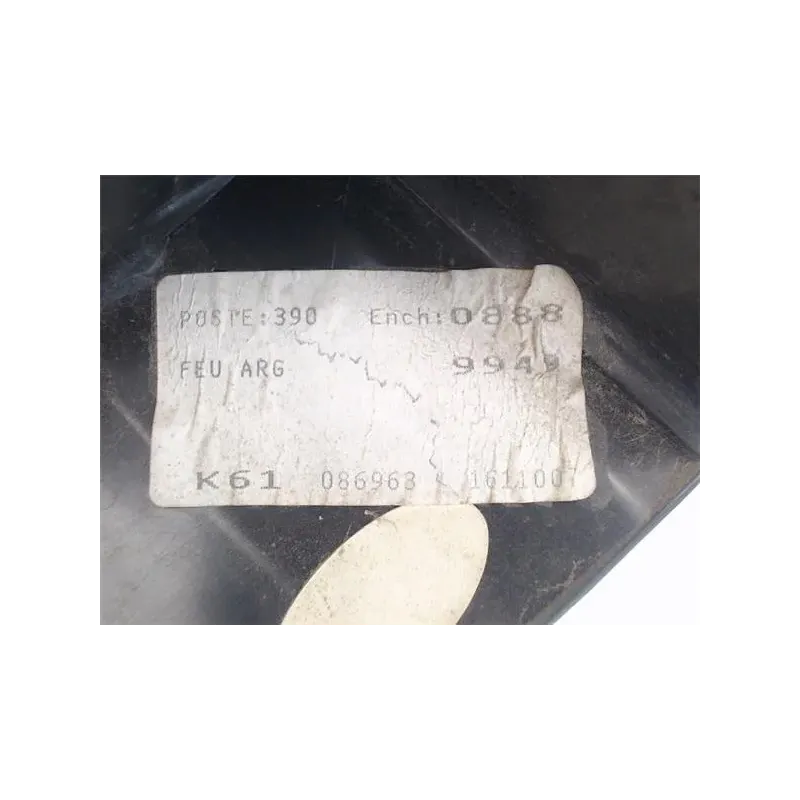 POSTE:390 Ench:0888
FEU ARG 9949
K61 086963 161100